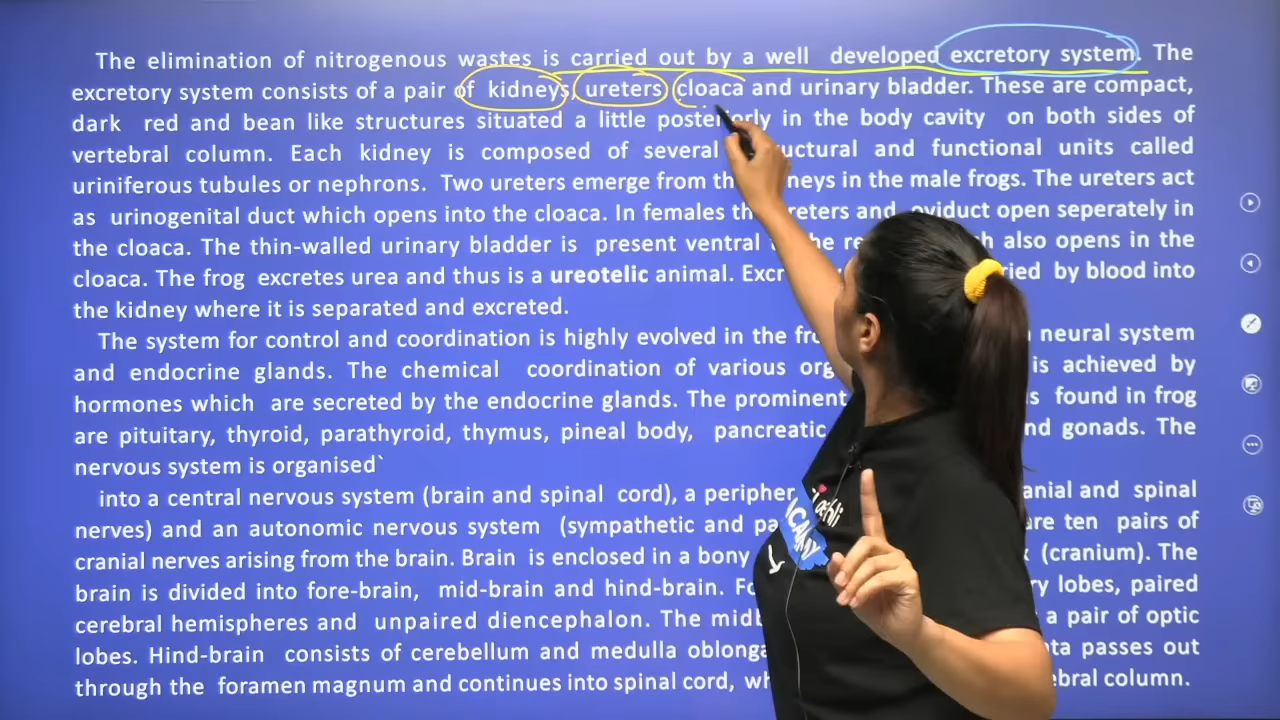 The elimination of nitrogenous wastes is carried out by a well developed excretory system. The
excretory system consists of a pair of kidneys, ureters cloaca and urinary bladder. These are compact,
dark red and bean like structures situated a little posteriorly in the body cavity on both sides of
vertebral column. Each kidney is composed of several functional and units called
uriniferous tubules or nephrons. Two ureters emerge from in the male frogs. The ureters act
as urinogenital duct which opens into the cloaca. In females and oviduct open seperately in
the cloaca. The thin-walled urinary bladder is present ventral also opens in the
cloaca. The frog excretes urea and thus is a ureotelic animal. by blood into
the kidney where it is separated and excreted.
The system for control and coordination is highly evolved in the neural system
and endocrine glands. The chemical coordination of various is achieved by
hormones which are secreted by the endocrine glands. The prominent found in frog
are pituitary, thyroid, parathyroid, thymus, pineal body, pancreatic gonads. The
nervous system is organised`
into a central nervous system (brain and spinal cord), a and spinal
nerves) and an autonomic nervous system (sympathetic and are ten pairs of
cranial nerves arising from the brain. Brain is enclosed in a bony (cranium). The
brain is divided into fore-brain, mid-brain and hind-brain. lobes, paired
cerebral hemispheres and unpaired diencephalon. The a pair of optic
lobes. Hind-brain consists of cerebellum and medulla passes out
through the foramen magnum and continues into spinal cord, column.